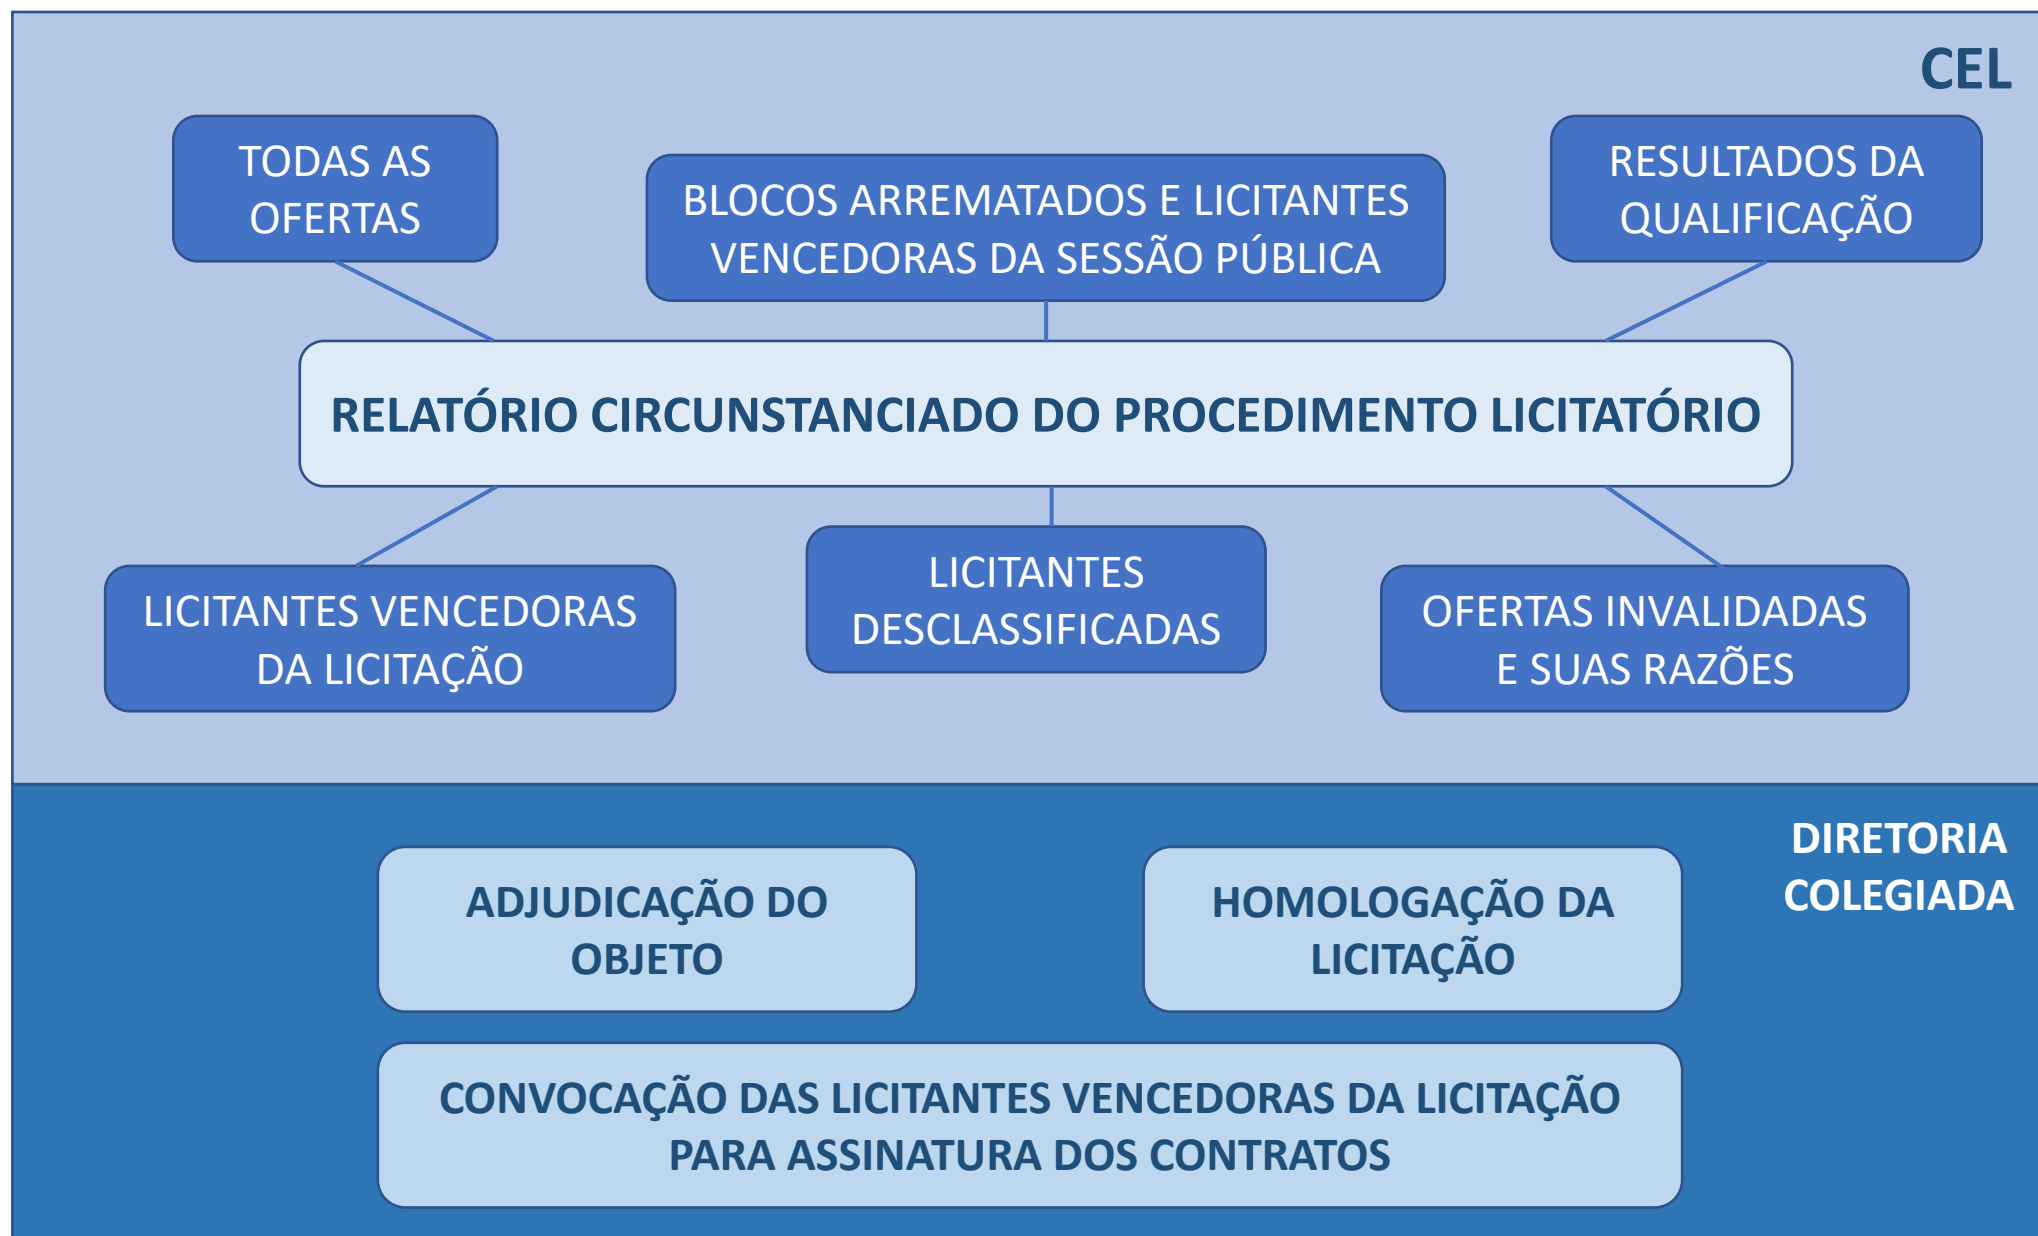 CEL
TODAS AS
OFERTAS
BLOCOS ARREMATADOS E LICITANTES
VENCEDORAS DA SESSÃO PÚBLICA
RESULTADOS DA
QUALIFICAÇÃO
RELATÓRIO CIRCUNSTANCIADO DO PROCEDIMENTO LICITATÓRIO
LICITANTES VENCEDORAS
DA LICITAÇÃO
LICITANTES
DESCLASSIFICADAS
OFERTAS INVALIDADAS
E SUAS RAZÕES
DIRETORIA
COLEGIADA
ADJUDICAÇÃO DO
OBJETO
HOMOLOGAÇÃO DA
LICITAÇÃO
CONVOCAÇÃO DAS LICITANTES VENCEDORAS DA LICITAÇÃO
PARA ASSINATURA DOS CONTRATOS